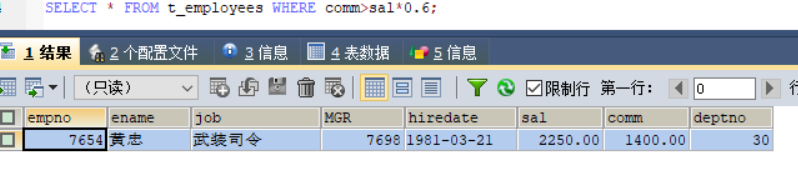 SELECT * FROM t_employees WHERE comm>sal*0.6;
1 结果 2 个配置文件 3 信息 4 表数据 5 信息
（只读） 限制行 第一行： 0
empno ename job MGR hiredate sal comm deptno
7654 黄忠 武装司令 7698 1981-03-21 2250.00 1400.00 30